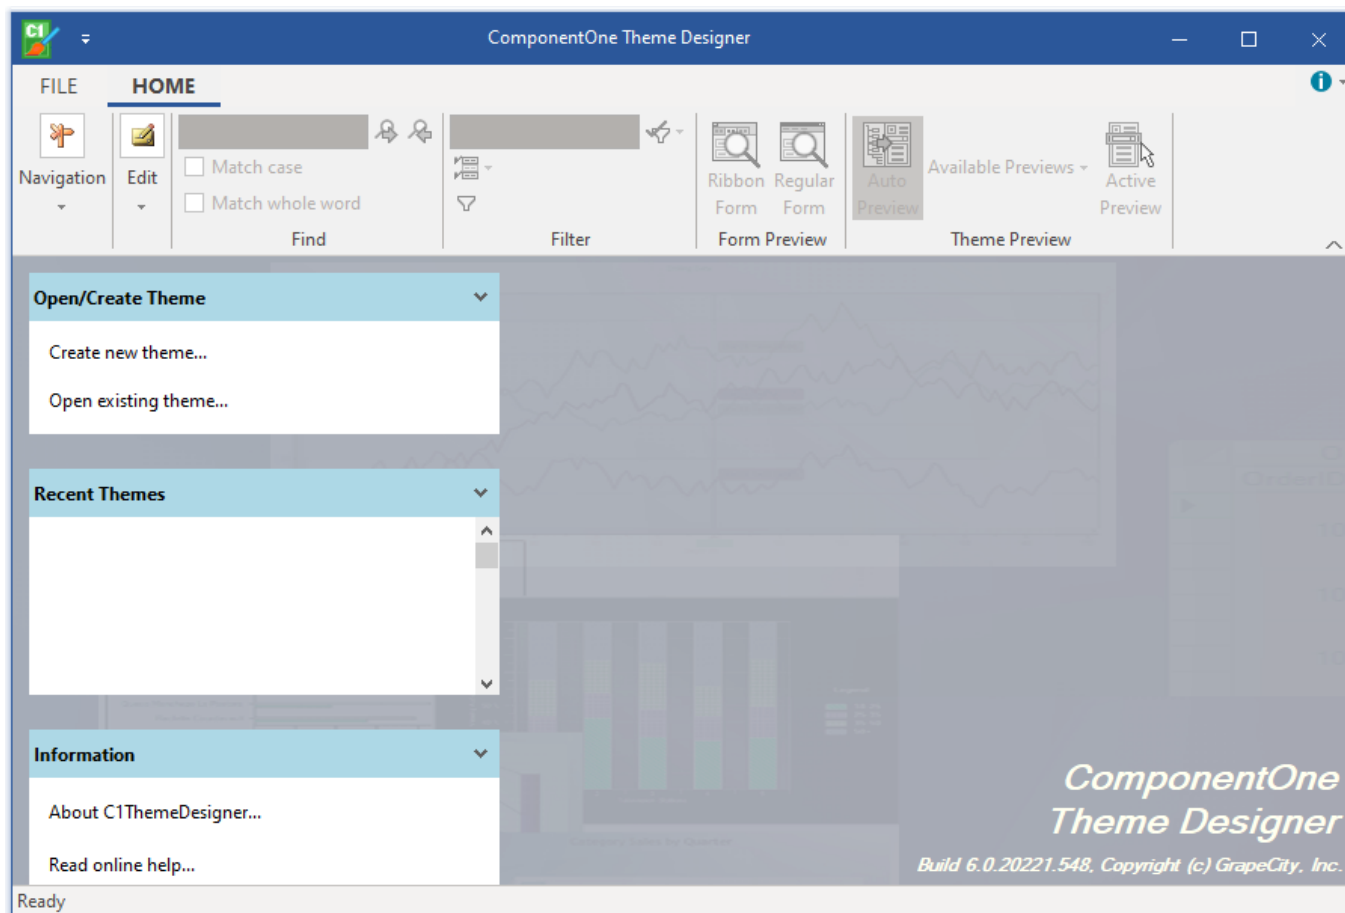 C1
ComponentOne Theme Designer
FILE HOME
Navigation
Edit
Match case
Match whole word
Find
Filter
Ribbon Form
Regular Form
Form Preview
Auto Preview
Available Previews
Active Preview
Theme Preview
Open/Create Theme
Create new theme...
Open existing theme...
Recent Themes
OrderID
Information
About C1ThemeDesigner...
Read online help...
ComponentOne
Theme Designer
Build 6.0.20221.548, Copyright (c) GrapeCity, Inc.
Ready